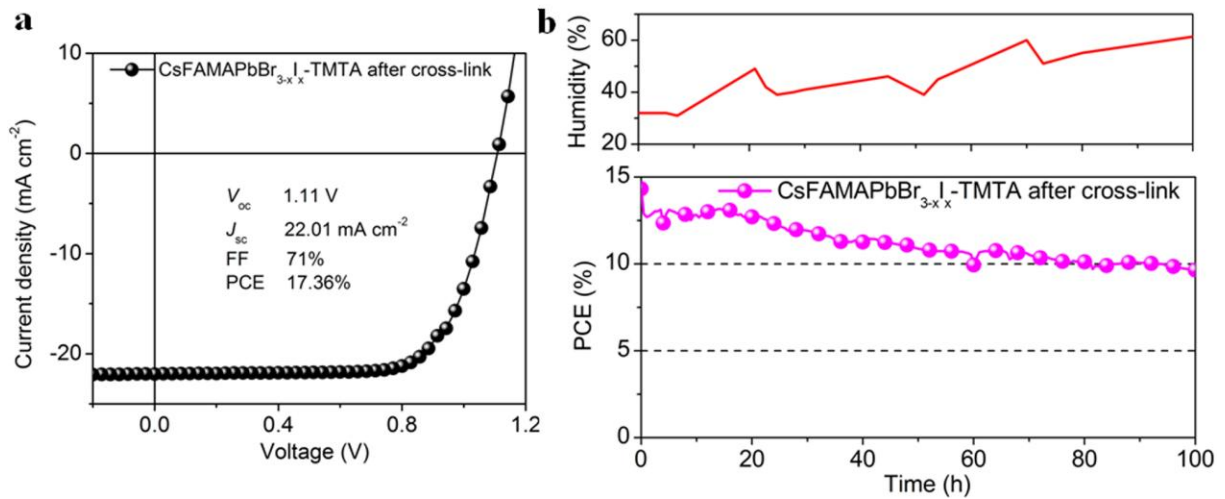 a
10
0
-10
-20
Current density (mA cm⁻²)
CsFAMAPbBr₃₋ₓIₓ-TMTA after cross-link
V_oc 1.11 V
J_sc 22.01 mA cm⁻²
FF 71%
PCE 17.36%
0.0 0.4 0.8 1.2
Voltage (V)
b
60
40
20
Humidity (%)
15
10
5
0
PCE (%)
CsFAMAPbBr₃₋ₓIₓ-TMTA after cross-link
0 20 40 60 80 100
Time (h)